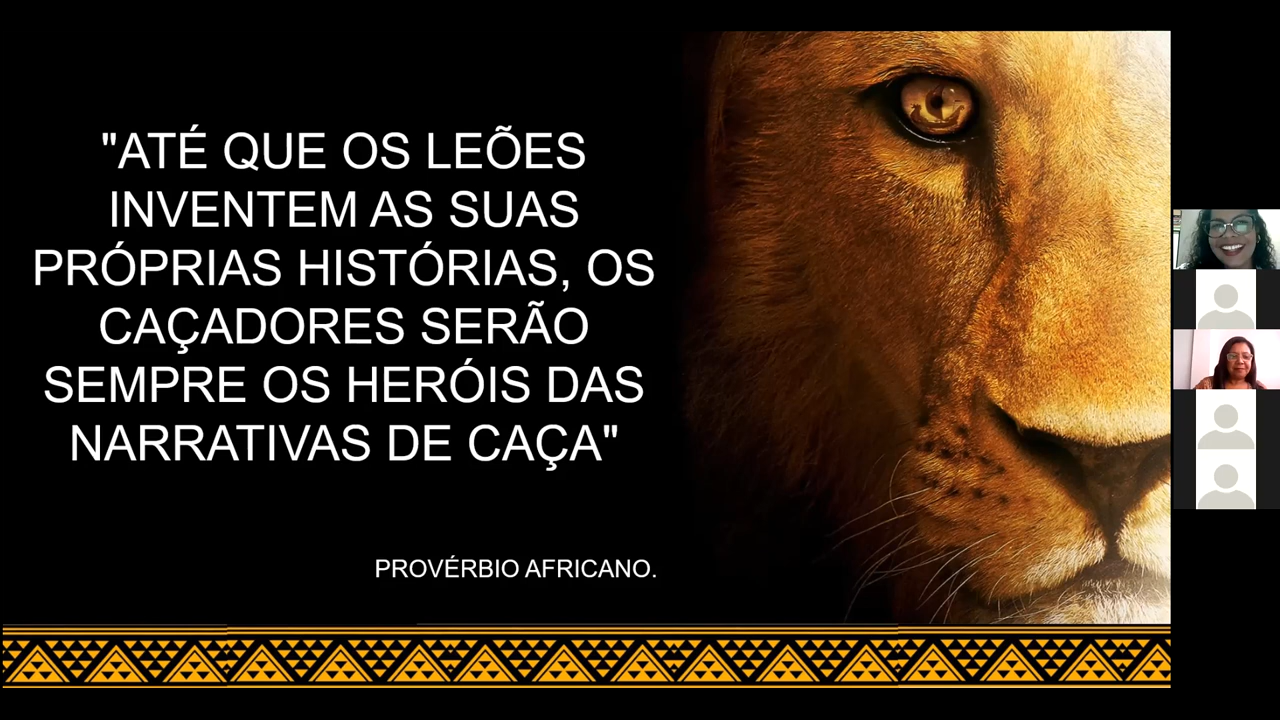 "ATÉ QUE OS LEÕES
INVENTEM AS SUAS
PRÓPRIAS HISTÓRIAS, OS
CAÇADORES SERÃO
SEMPRE OS HERÓIS DAS
NARRATIVAS DE CAÇA"
PROVÉRBIO AFRICANO.